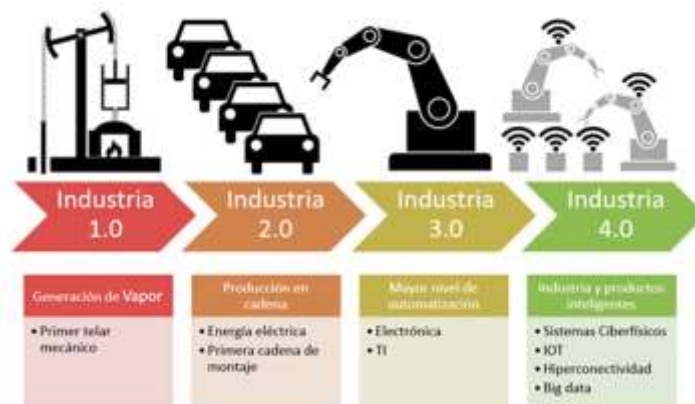 Industria
1.0
Industria
2.0
Industria
3.0
Industria
4.0
Generación de Vapor
• Primer telar
mecánico
Producción en
cadena
• Energía eléctrica
• Primera cadena de
montaje
Mayor nivel de
automatización
• Electrónica
• TI
Industria y productos
inteligentes
• Sistemas Ciberfísicos
• IOT
• Hiperconectividad
• Big data